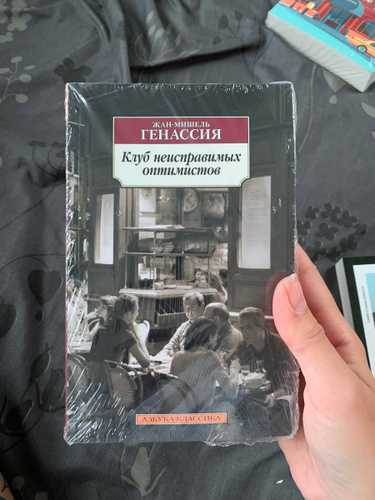 ЖАН-МИШЕЛЬ
ГЕНАССИЯ
Клуб неисправимых
оптимистов
АЗБУКА-КЛАССИКА